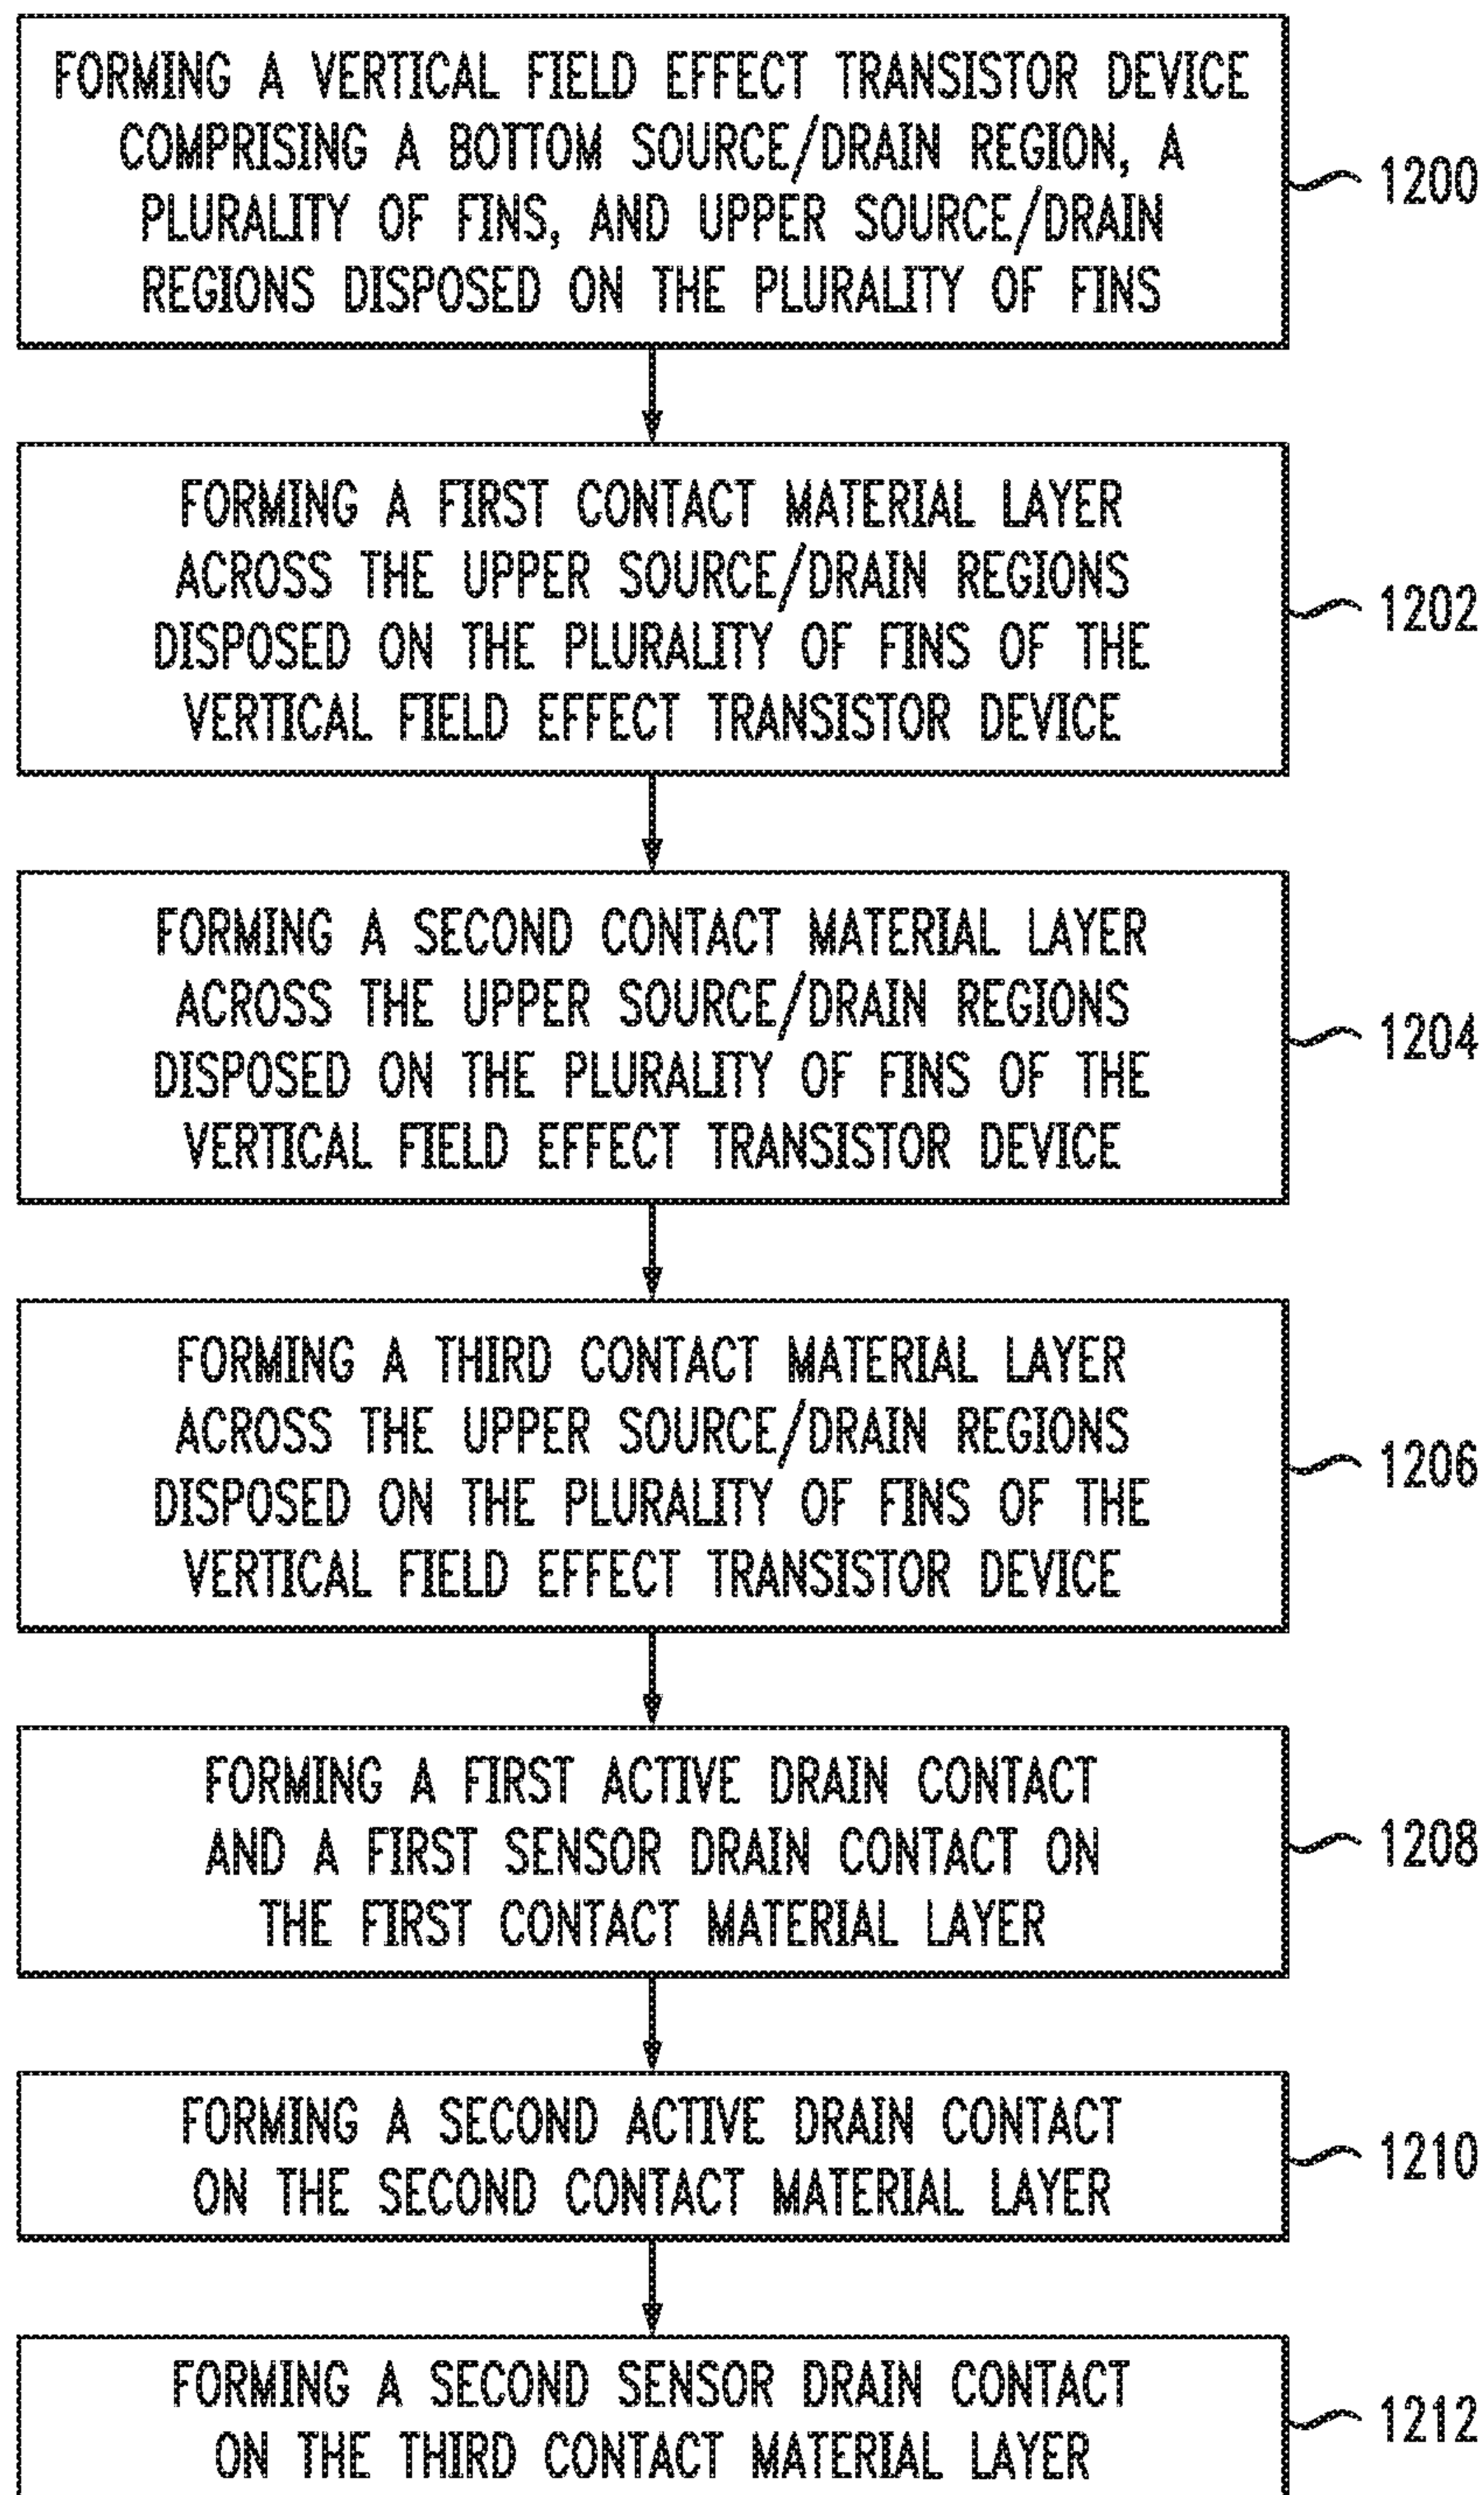 FORMING A VERTICAL FIELD EFFECT TRANSISTOR DEVICE
COMPRISING A BOTTOM SOURCE/DRAIN REGION, A
PLURALITY OF FINS, AND UPPER SOURCE/DRAIN
REGIONS DISPOSED ON THE PLURALITY OF FINS
1200
FORMING A FIRST CONTACT MATERIAL LAYER
ACROSS THE UPPER SOURCE/DRAIN REGIONS
DISPOSED ON THE PLURALITY OF FINS OF THE
VERTICAL FIELD EFFECT TRANSISTOR DEVICE
1202
FORMING A SECOND CONTACT MATERIAL LAYER
ACROSS THE UPPER SOURCE/DRAIN REGIONS
DISPOSED ON THE PLURALITY OF FINS OF THE
VERTICAL FIELD EFFECT TRANSISTOR DEVICE
1204
FORMING A THIRD CONTACT MATERIAL LAYER
ACROSS THE UPPER SOURCE/DRAIN REGIONS
DISPOSED ON THE PLURALITY OF FINS OF THE
VERTICAL FIELD EFFECT TRANSISTOR DEVICE
1206
FORMING A FIRST ACTIVE DRAIN CONTACT
AND A FIRST SENSOR DRAIN CONTACT ON
THE FIRST CONTACT MATERIAL LAYER
1208
FORMING A SECOND ACTIVE DRAIN CONTACT
ON THE SECOND CONTACT MATERIAL LAYER
1210
FORMING A SECOND SENSOR DRAIN CONTACT
ON THE THIRD CONTACT MATERIAL LAYER
1212